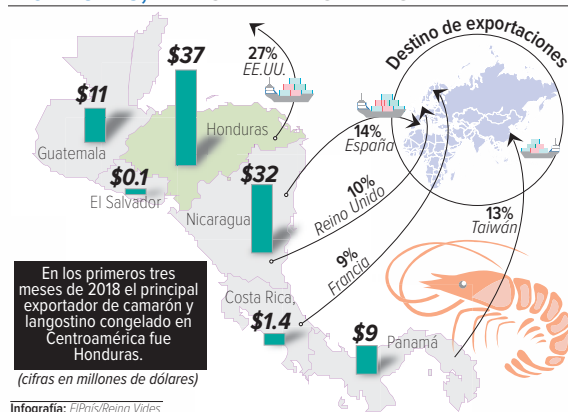 Destino de exportaciones
27%
EE.UU.
$37
$11
Honduras
Guatemala
$0.1
El Salvador
$32
Nicaragua
14%
España
10%
Reino Unido
13%
Taiwán
9%
Francia
En los primeros tres
meses de 2018 el principal
exportador de camarón y
langostino congelado en
Centroamérica fue
Honduras.
(cifras en millones de dólares)
Costa Rica,
$1.4
$9
Panamá
Infografía: ElPaís/Reina Vides